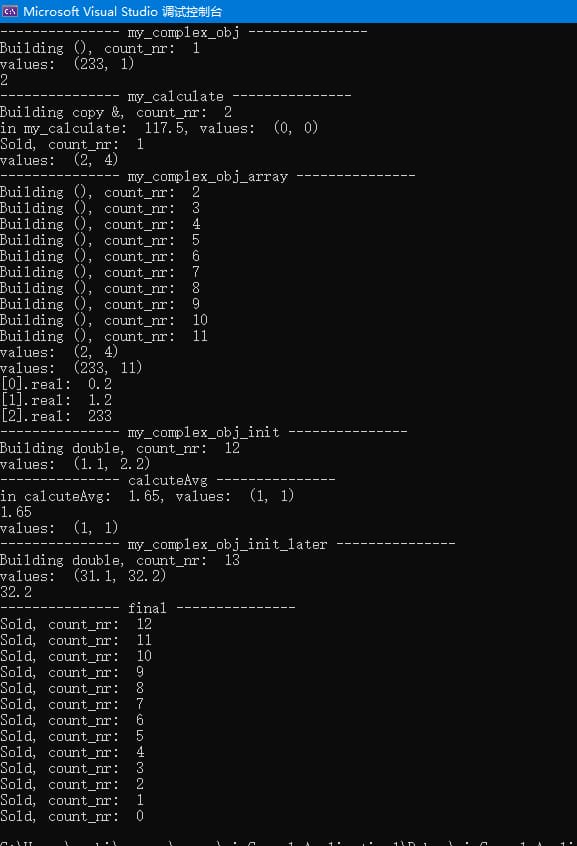 Microsoft Visual Studio 调试控制台
--------------- my_complex_obj ---------------
Building (), count_nr:  1
values:  (233, 1)
2
--------------- my_calculate ---------------
Building copy &, count_nr:  2
in my_calculate:  117.5, values:  (0, 0)
Sold, count_nr:  1
values:  (2, 4)
--------------- my_complex_obj_array ---------------
Building (), count_nr:  2
Building (), count_nr:  3
Building (), count_nr:  4
Building (), count_nr:  5
Building (), count_nr:  6
Building (), count_nr:  7
Building (), count_nr:  8
Building (), count_nr:  9
Building (), count_nr:  10
Building (), count_nr:  11
values:  (2, 4)
values:  (233, 11)
[0].real:  0.2
[1].real:  1.2
[2].real:  233
--------------- my_complex_obj_init ---------------
Building double, count_nr:  12
values:  (1.1, 2.2)
--------------- calcuteAvg ---------------
in calcuteAvg:  1.65, values:  (1, 1)
1.65
values:  (1, 1)
--------------- my_complex_obj_init_later ---------------
Building double, count_nr:  13
values:  (31.1, 32.2)
32.2
--------------- final ---------------
Sold, count_nr:  12
Sold, count_nr:  11
Sold, count_nr:  10
Sold, count_nr:  9
Sold, count_nr:  8
Sold, count_nr:  7
Sold, count_nr:  6
Sold, count_nr:  5
Sold, count_nr:  4
Sold, count_nr:  3
Sold, count_nr:  2
Sold, count_nr:  1
Sold, count_nr:  0